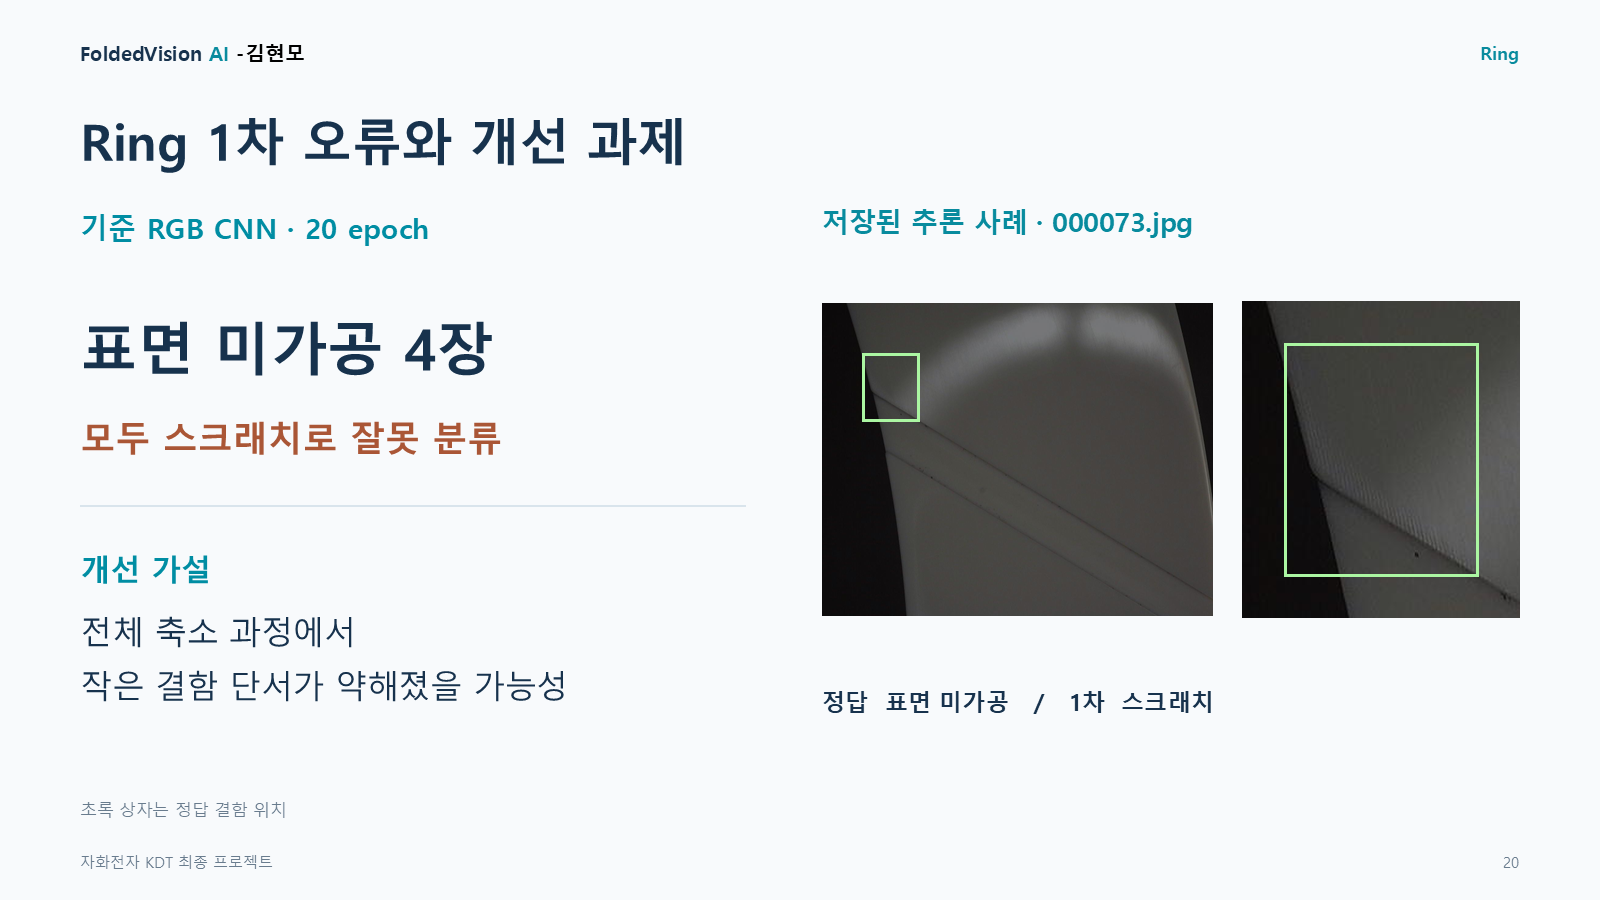 FoldedVision AI -김현모
Ring
Ring 1차 오류와 개선 과제
기준 RGB CNN · 20 epoch
표면 미가공 4장
모두 스크래치로 잘못 분류
개선 가설
전체 축소 과정에서
작은 결함 단서가 약해졌을 가능성
저장된 추론 사례 · 000073.jpg
정답 표면 미가공 / 1차 스크래치
초록 상자는 정답 결함 위치
자화전자 KDT 최종 프로젝트
20